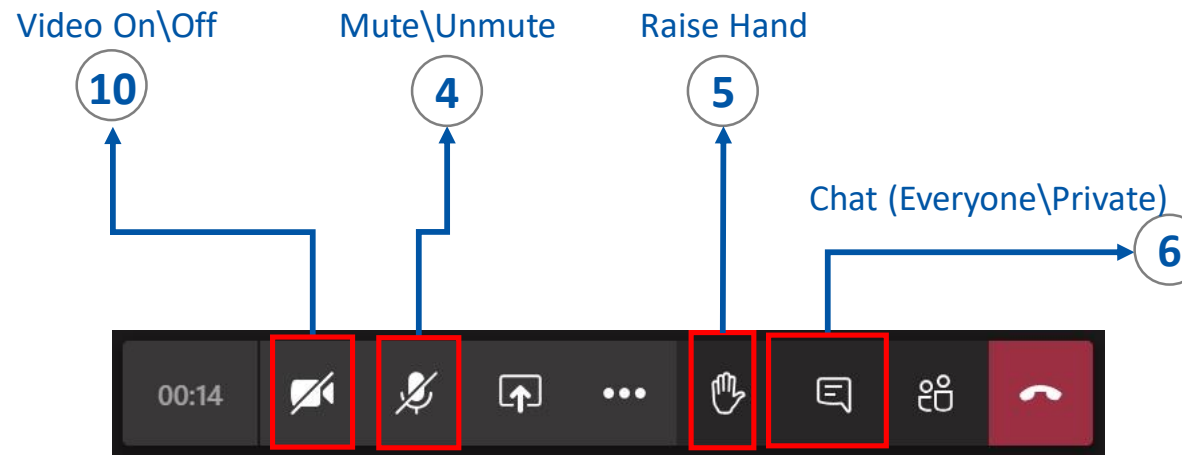 Video On\Off
Mute\Unmute
Raise Hand
10
4
5
Chat (Everyone\Private)
6
00:14